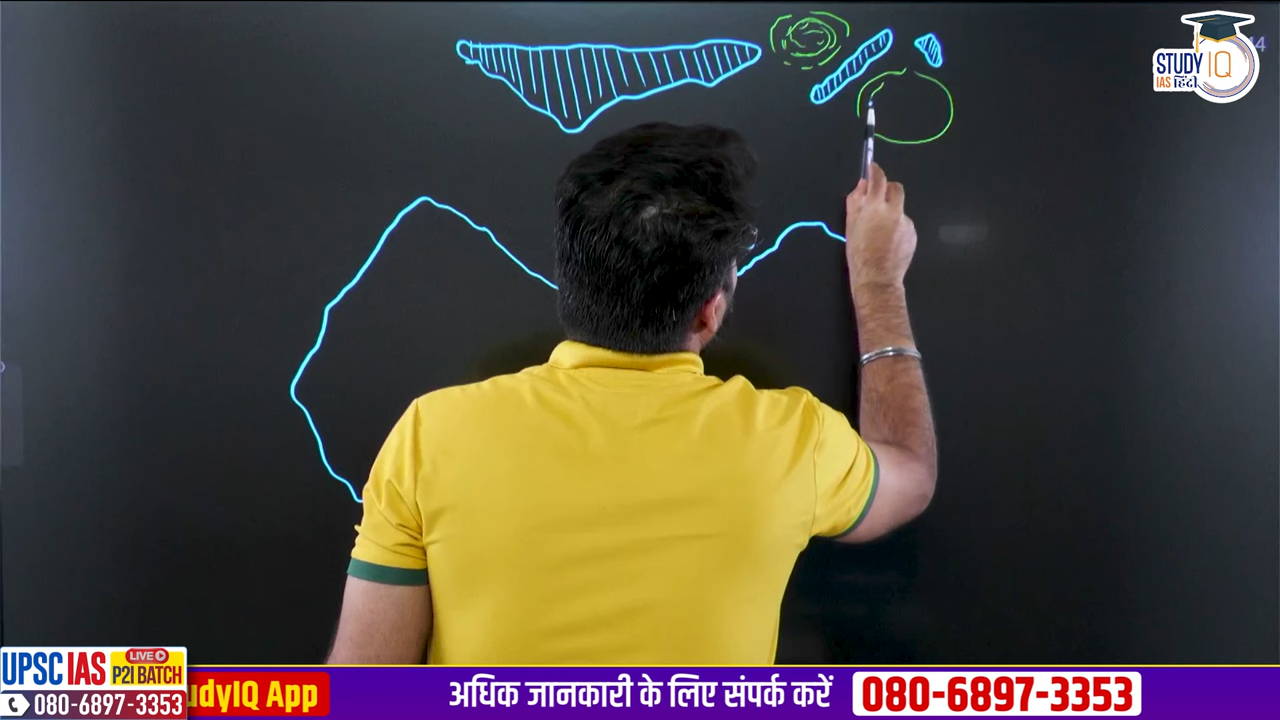 STUDY IQ
IAS हिंदी
UPSC IAS LIVE
P2I BATCH
080-6897-3353
udyIQ App
अधिक जानकारी के लिए संपर्क करें
080-6897-3353